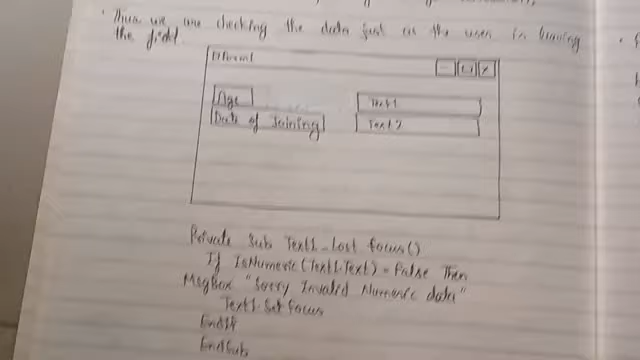 • Thus we are checking the data just as the user is leaving
the field.
Form1
Age
Text1
Date of Joining
Text2
Private Sub Text1_Lost focus()
If IsNumeric(Text1.Text) = False Then
MsgBox "Sorry Invalid Numeric data"
Text1.Set focus
EndIf
EndSub